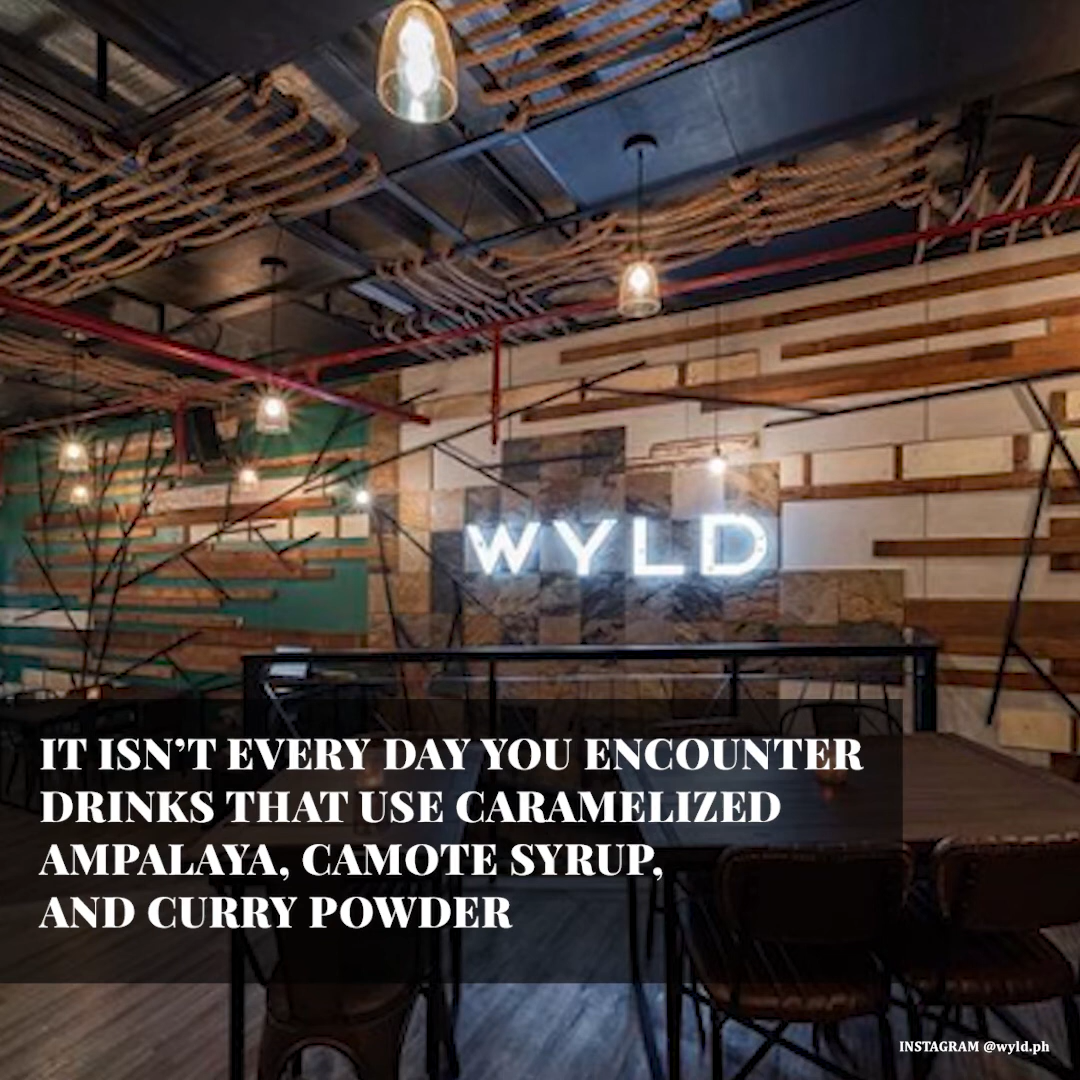 WYLD
IT ISN’T EVERY DAY YOU ENCOUNTER
DRINKS THAT USE CARAMELIZED
AMPALAYA, CAMOTE SYRUP,
AND CURRY POWDER
INSTAGRAM @wyld.ph